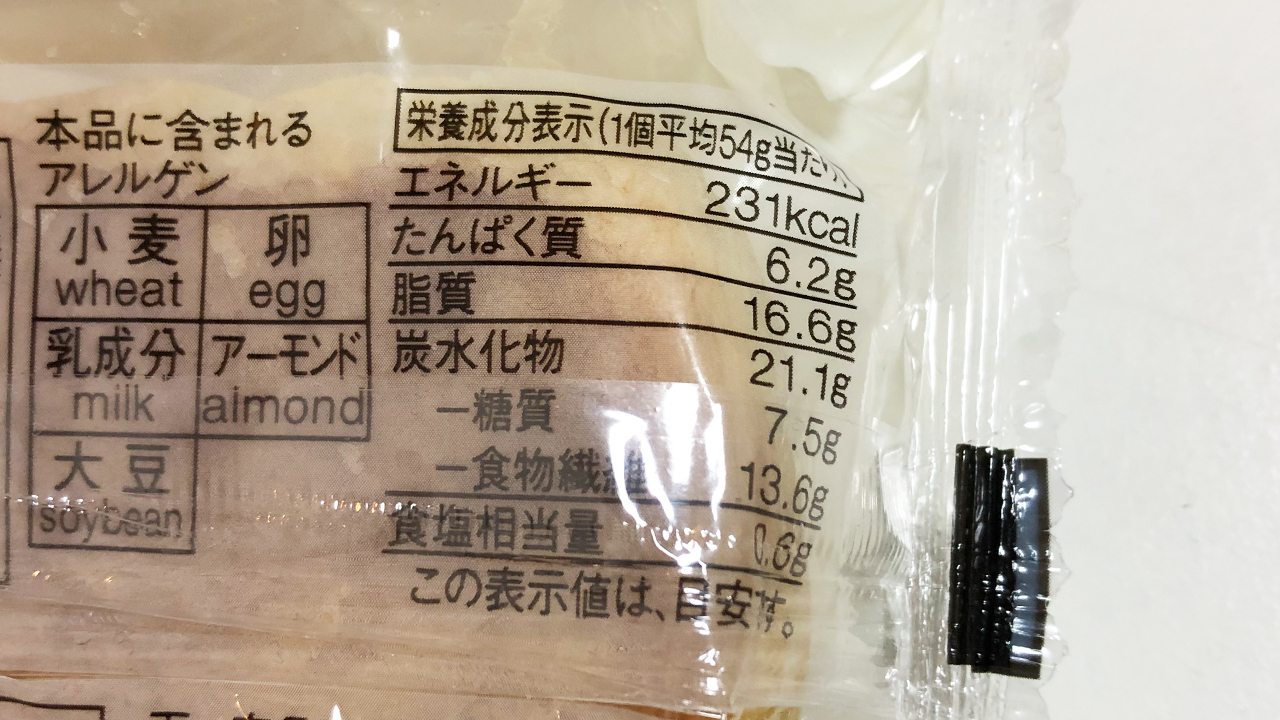 本品に含まれる
アレルゲン
小麦 卵
wheat egg
乳成分 アーモンド
milk almond
大豆
soybean
栄養成分表示(1個平均54g当たり)
エネルギー 231kcal
たんぱく質 6.2g
脂質 16.6g
炭水化物 21.1g
－糖質 7.5g
－食物繊維 13.6g
食塩相当量 0.6g
この表示値は、目安です。